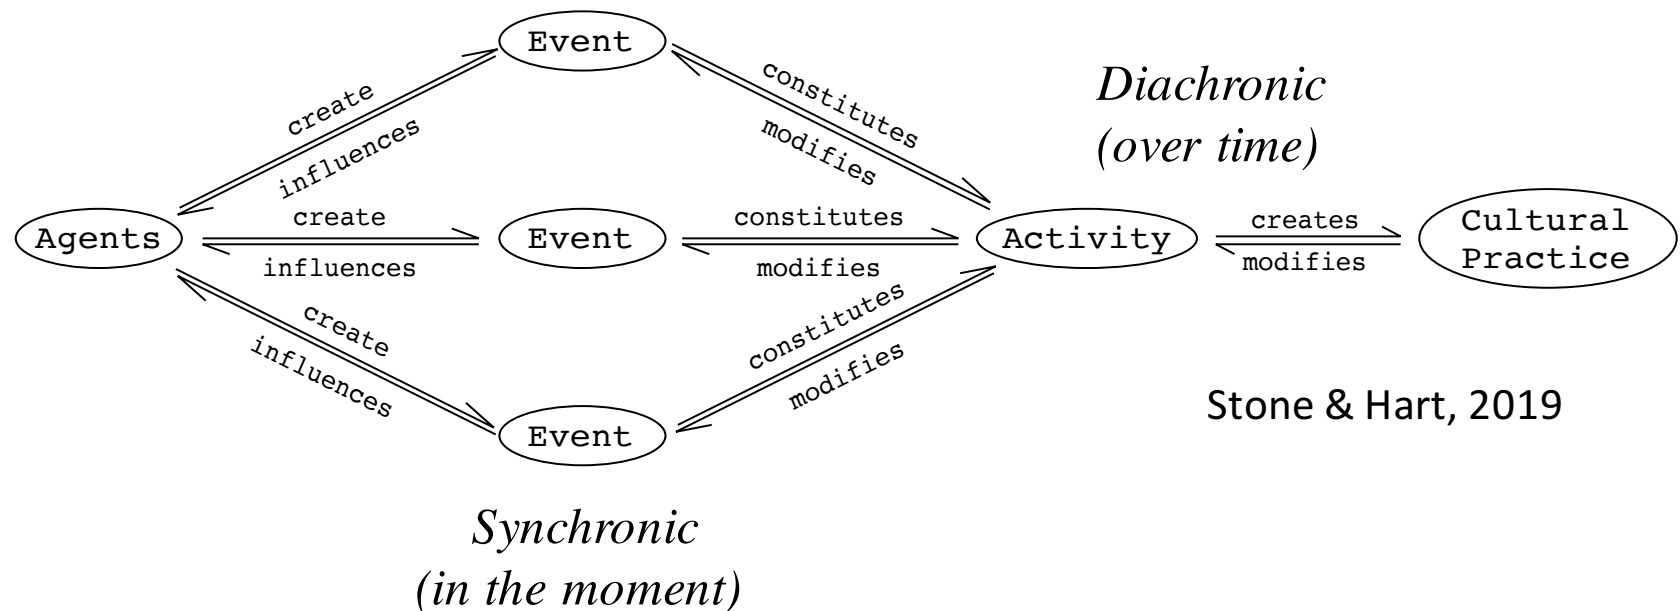 Event
create
influences
constitutes
modifies
Diachronic
(over time)
Agents
create
influences
Event
constitutes
modifies
Activity
creates
modifies
Cultural
Practice
create
influences
Event
constitutes
modifies
Stone & Hart, 2019
Synchronic
(in the moment)